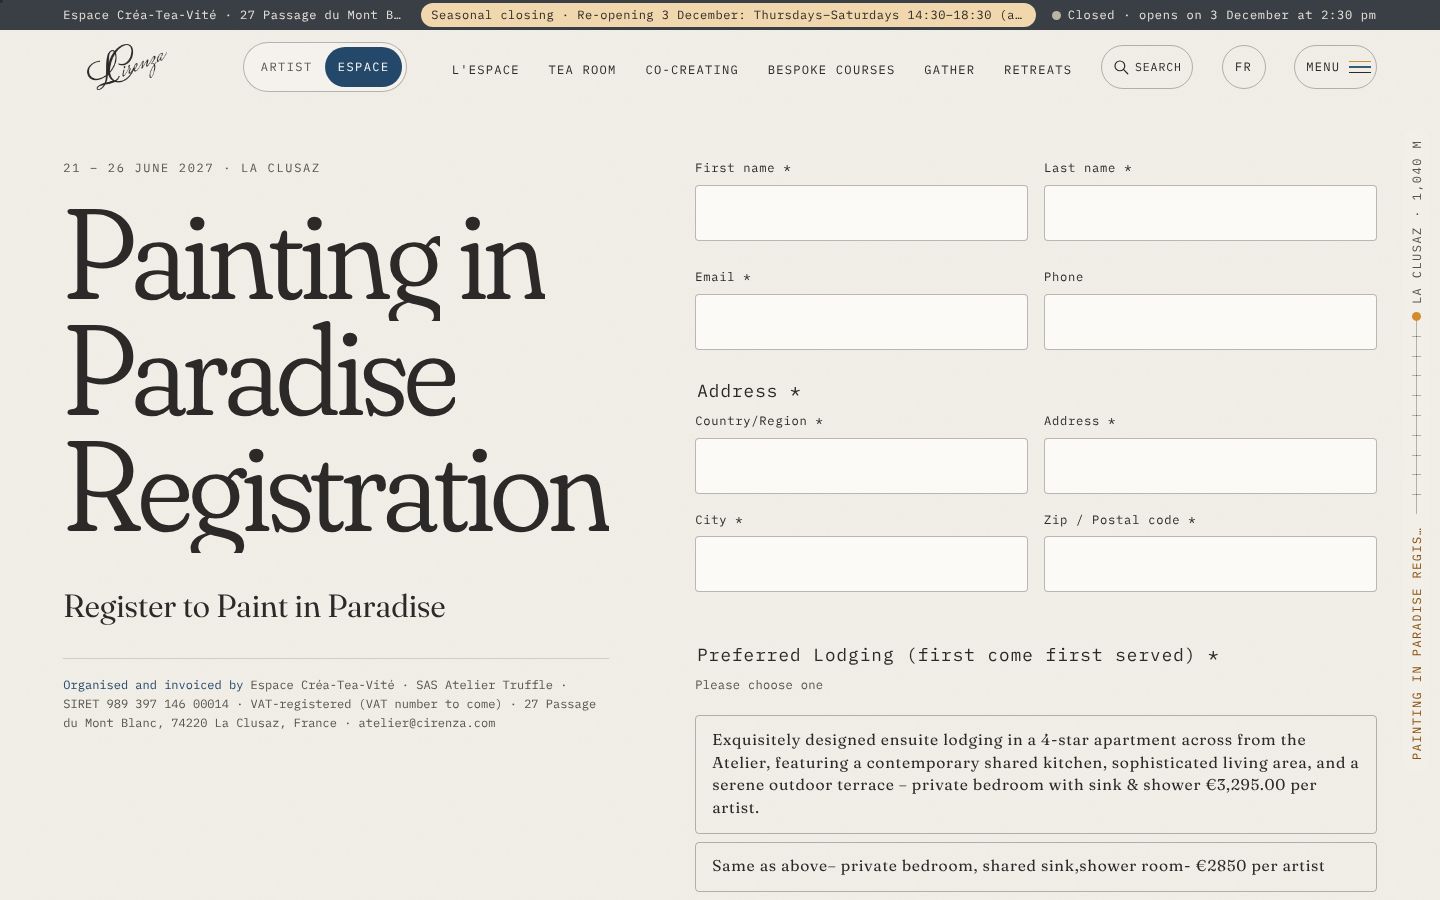 Espace Créa-Tea-Vité · 27 Passage du Mont B…
Seasonal closing · Re-opening 3 December: Thursdays–Saturdays 14:30–18:30 (a…
Closed · opens on 3 December at 2:30 pm
Cirenza
ARTIST
ESPACE
L'ESPACE
TEA ROOM
CO-CREATING
BESPOKE COURSES
GATHER
RETREATS
SEARCH
FR
MENU
21 – 26 JUNE 2027 · LA CLUSAZ
Painting in
Paradise
Registration
Register to Paint in Paradise
Organised and invoiced by Espace Créa-Tea-Vité · SAS Atelier Truffle ·
SIRET 989 397 146 00014 · VAT-registered (VAT number to come) · 27 Passage
du Mont Blanc, 74220 La Clusaz, France · atelier@cirenza.com
First name *
Last name *
Email *
Phone
Address *
Country/Region *
Address *
City *
Zip / Postal code *
Preferred Lodging (first come first served) *
Please choose one
Exquisitely designed ensuite lodging in a 4-star apartment across from the
Atelier, featuring a contemporary shared kitchen, sophisticated living area, and a
serene outdoor terrace – private bedroom with sink & shower €3,295.00 per
artist.
Same as above– private bedroom, shared sink,shower room- €2850 per artist
LA CLUSAZ · 1,040 M
PAINTING IN PARADISE REGIS…